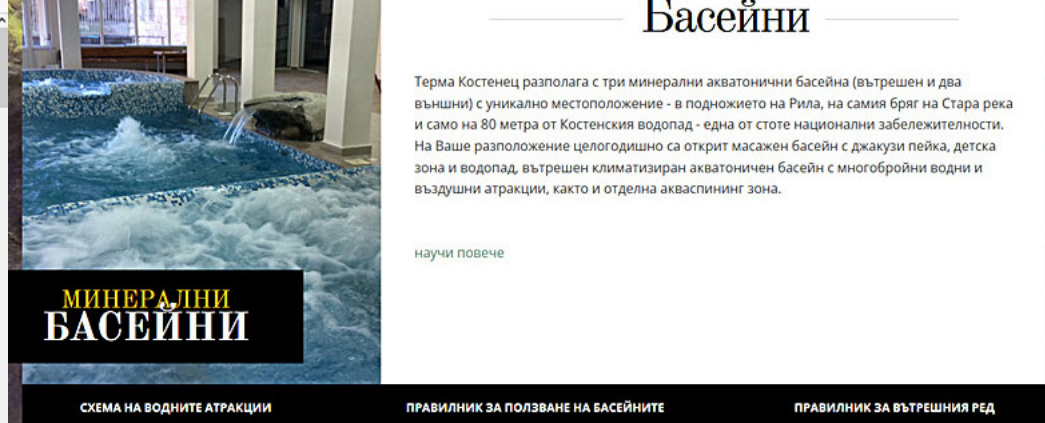 Басейни
Терма Костенец разполага с три минерални акватонични басейна (вътрешен и два
външни) с уникално местоположение - в подножието на Рила, на самия бряг на Стара река
и само на 80 метра от Костенския водопад - една от стоте национални забележителности.
На Ваше разположение целогодишно са открит масажен басейн с джакузи пейка, детска
зона и водопад, вътрешен климатизиран акватоничен басейн с многобройни водни и
въздушни атракции, както и отделна акваспининг зона.
научи повече
МИНЕРАЛНИ
БАСЕЙНИ
СХЕМА НА ВОДНИТЕ АТРАКЦИИ
ПРАВИЛНИК ЗА ПОЛЗВАНЕ НА БАСЕЙНИТЕ
ПРАВИЛНИК ЗА ВЪТРЕШНИЯ РЕД